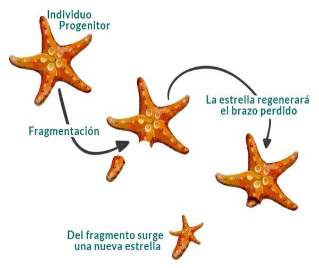 Individuo
Progenitor
Fragmentación
La estrella regenerará
el brazo perdido
Del fragmento surge
una nueva estrella